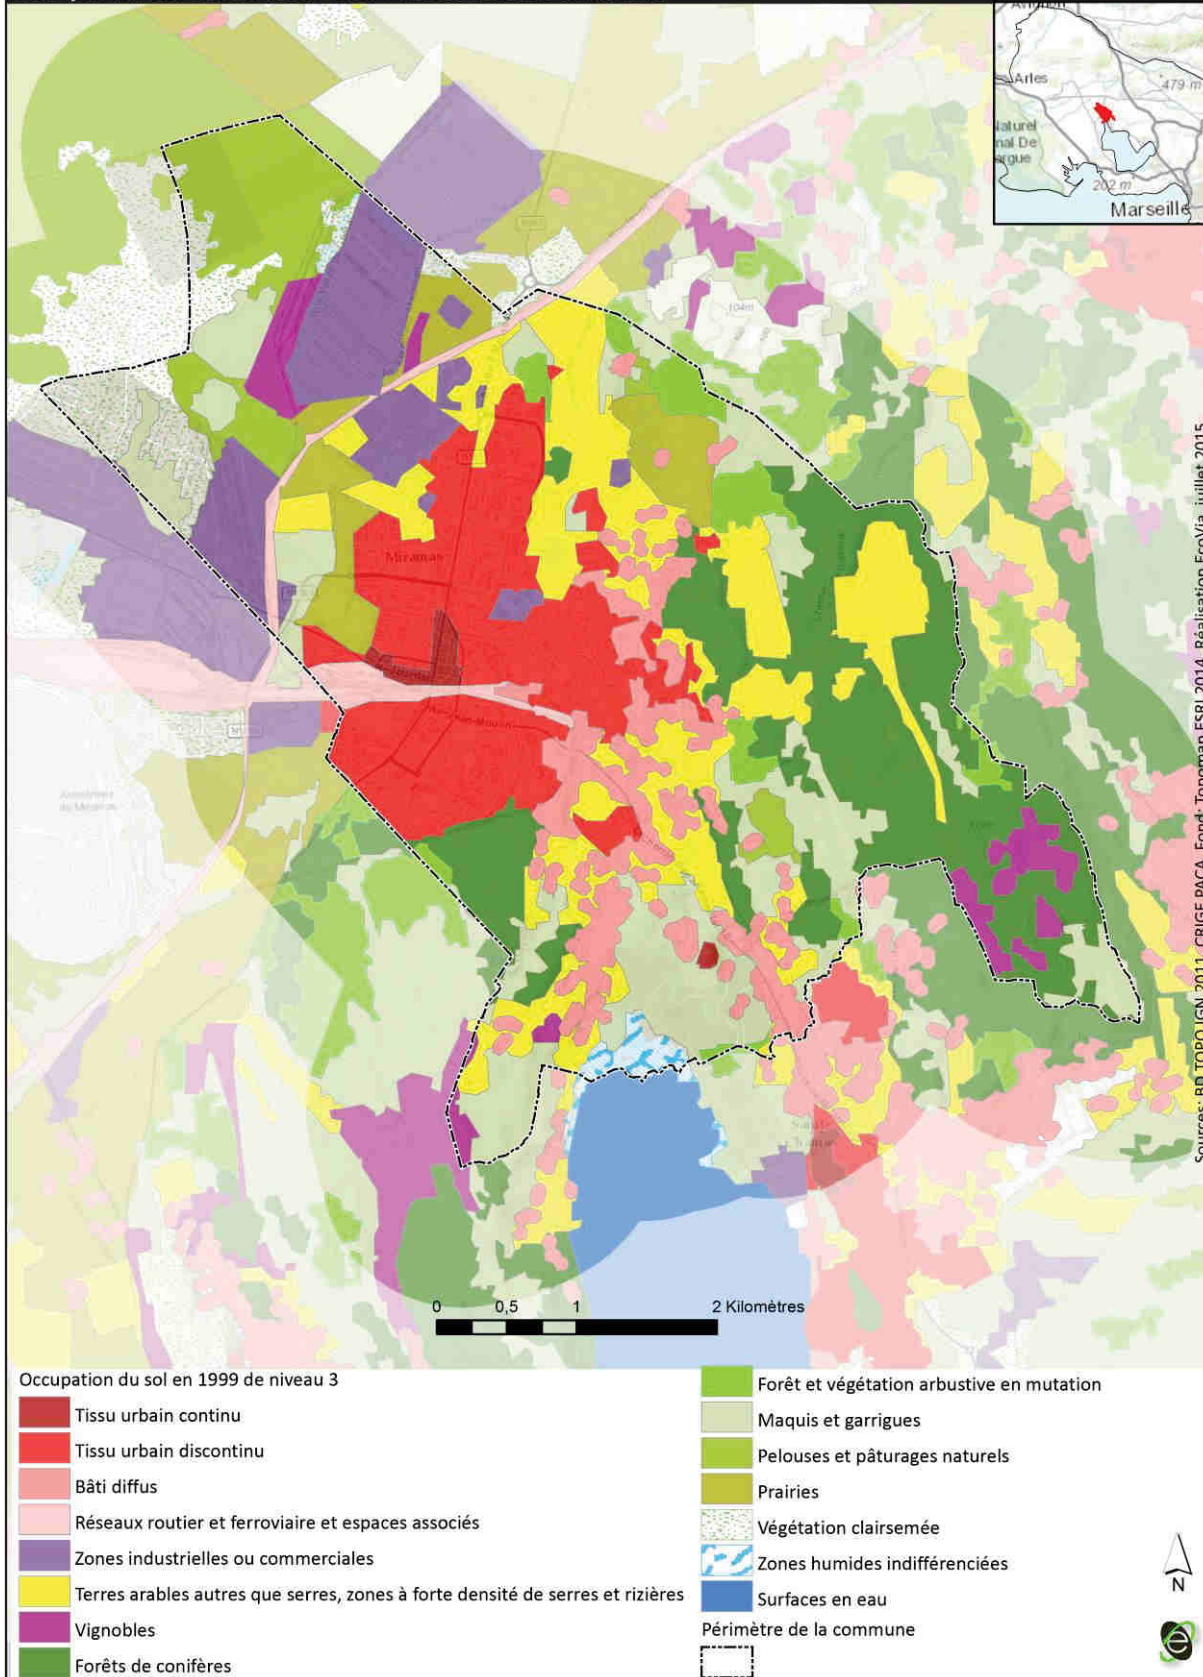 Arles
479 m
202 m
Marseille
104m
Miramas
0 0,5 1 2 Kilomètres
Sources: BD TOPO IGN 2011, CRIGE PACA. Fond: Topomap ESRI 2014. Réalisation EcoVia, juillet 2015
Occupation du sol en 1999 de niveau 3
Tissu urbain continu
Tissu urbain discontinu
Bâti diffus
Réseaux routier et ferroviaire et espaces associés
Zones industrielles ou commerciales
Terres arables autres que serres, zones à forte densité de serres et rizières
Vignobles
Forêts de conifères
Forêt et végétation arbustive en mutation
Maquis et garrigues
Pelouses et pâturages naturels
Prairies
Végétation clairsemée
Zones humides indifférenciées
Surfaces en eau
Périmètre de la commune
N
e